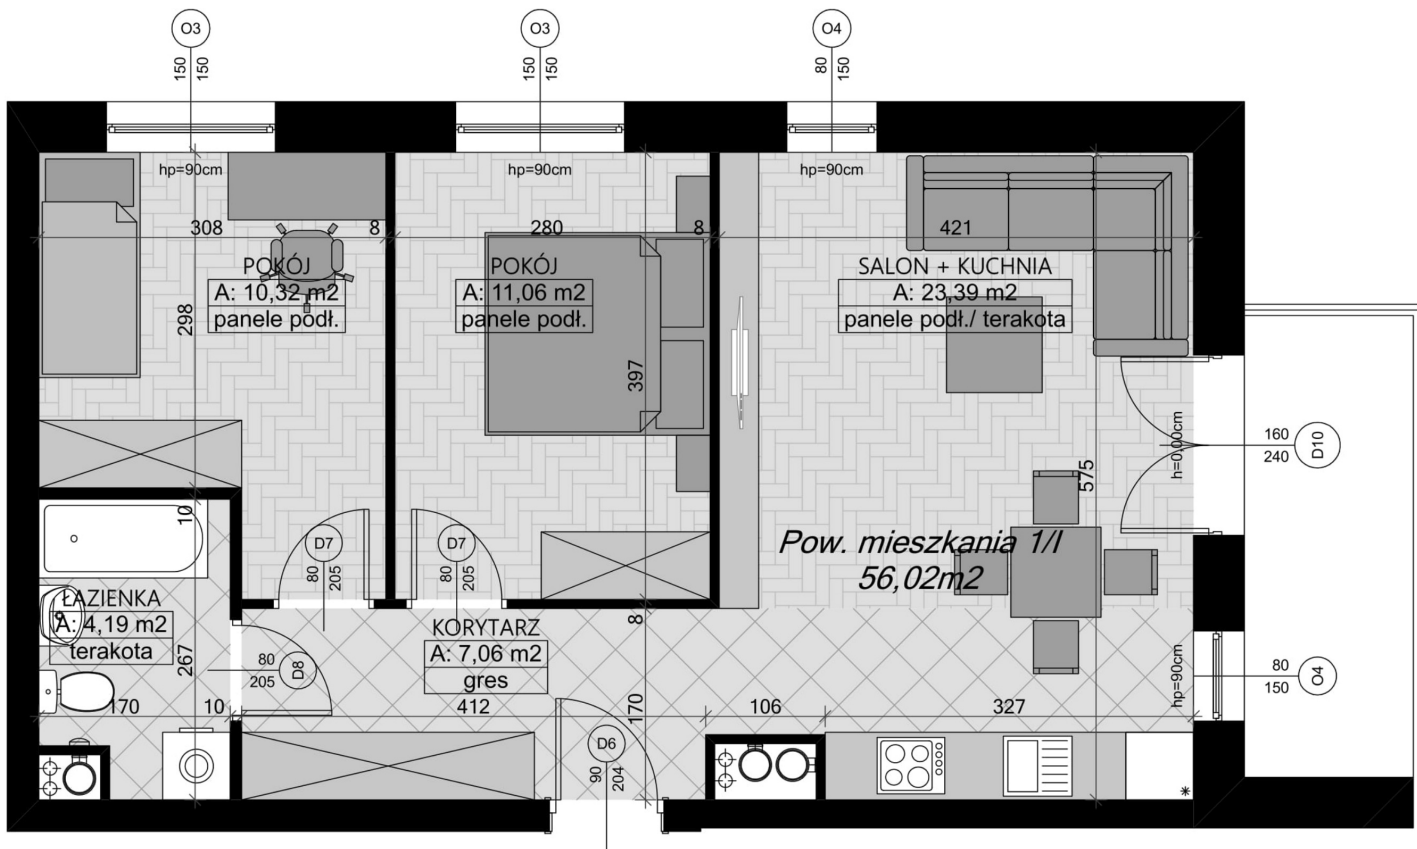 O3
O3
O4
150
150
150
150
80
150
hp=90cm
hp=90cm
hp=90cm
308
8
280
8
421
POKÓJ
A: 10,32 m2
panele podł.
POKÓJ
A: 11,06 m2
panele podł.
SALON + KUCHNIA
A: 23,39 m2
panele podł./ terakota
298
397
575
h=0,00cm
160
240
D10
Pow. mieszkania 1/I
56,02m2
10
D7
80
205
D7
80
205
ŁAZIENKA
A: 4,19 m2
terakota
267
80
205
D8
KORYTARZ
A: 7,06 m2
gres
8
170
hp=90cm
80
150
O4
170
10
412
106
327
D6
90
204